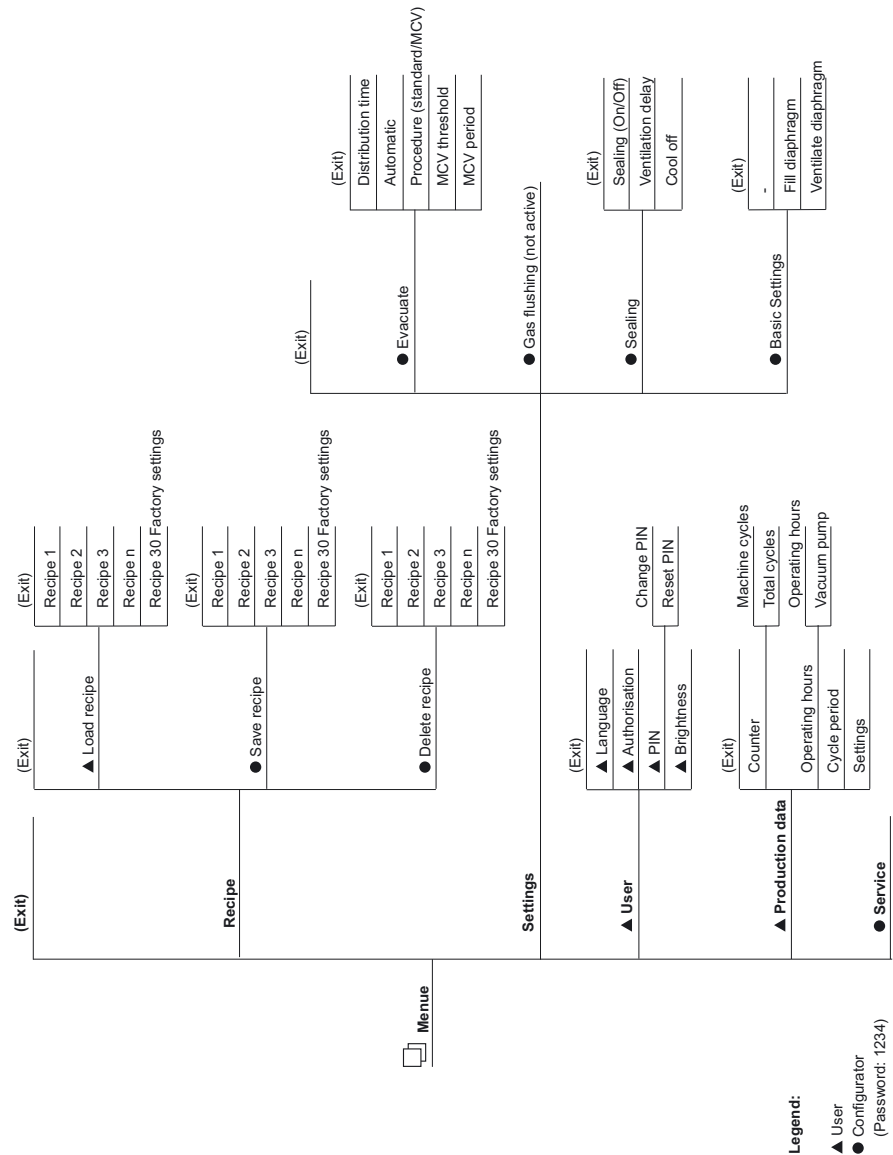 Menue
(Exit)
Recipe
(Exit)
▲ Load recipe
(Exit)
Recipe 1
Recipe 2
Recipe 3
Recipe n
Recipe 30 Factory settings
● Save recipe
(Exit)
Recipe 1
Recipe 2
Recipe 3
Recipe n
Recipe 30 Factory settings
● Delete recipe
(Exit)
Recipe 1
Recipe 2
Recipe 3
Recipe n
Recipe 30 Factory settings
Settings
(Exit)
● Evacuate
(Exit)
Distribution time
Automatic
Procedure (standard/MCV)
MCV threshold
MCV period
● Gas flushing (not active)
● Sealing
(Exit)
Sealing (On/Off)
Ventilation delay
Cool off
● Basic Settings
(Exit)
-
Fill diaphragm
Ventilate diaphragm
▲ User
(Exit)
▲ Language
▲ Authorisation
▲ PIN
Change PIN
Reset PIN
▲ Brightness
▲ Production data
(Exit)
Counter
Machine cycles
Total cycles
Operating hours
Operating hours
Vacuum pump
Cycle period
Settings
● Service
Legend:
▲ User
● Configurator
(Password: 1234)